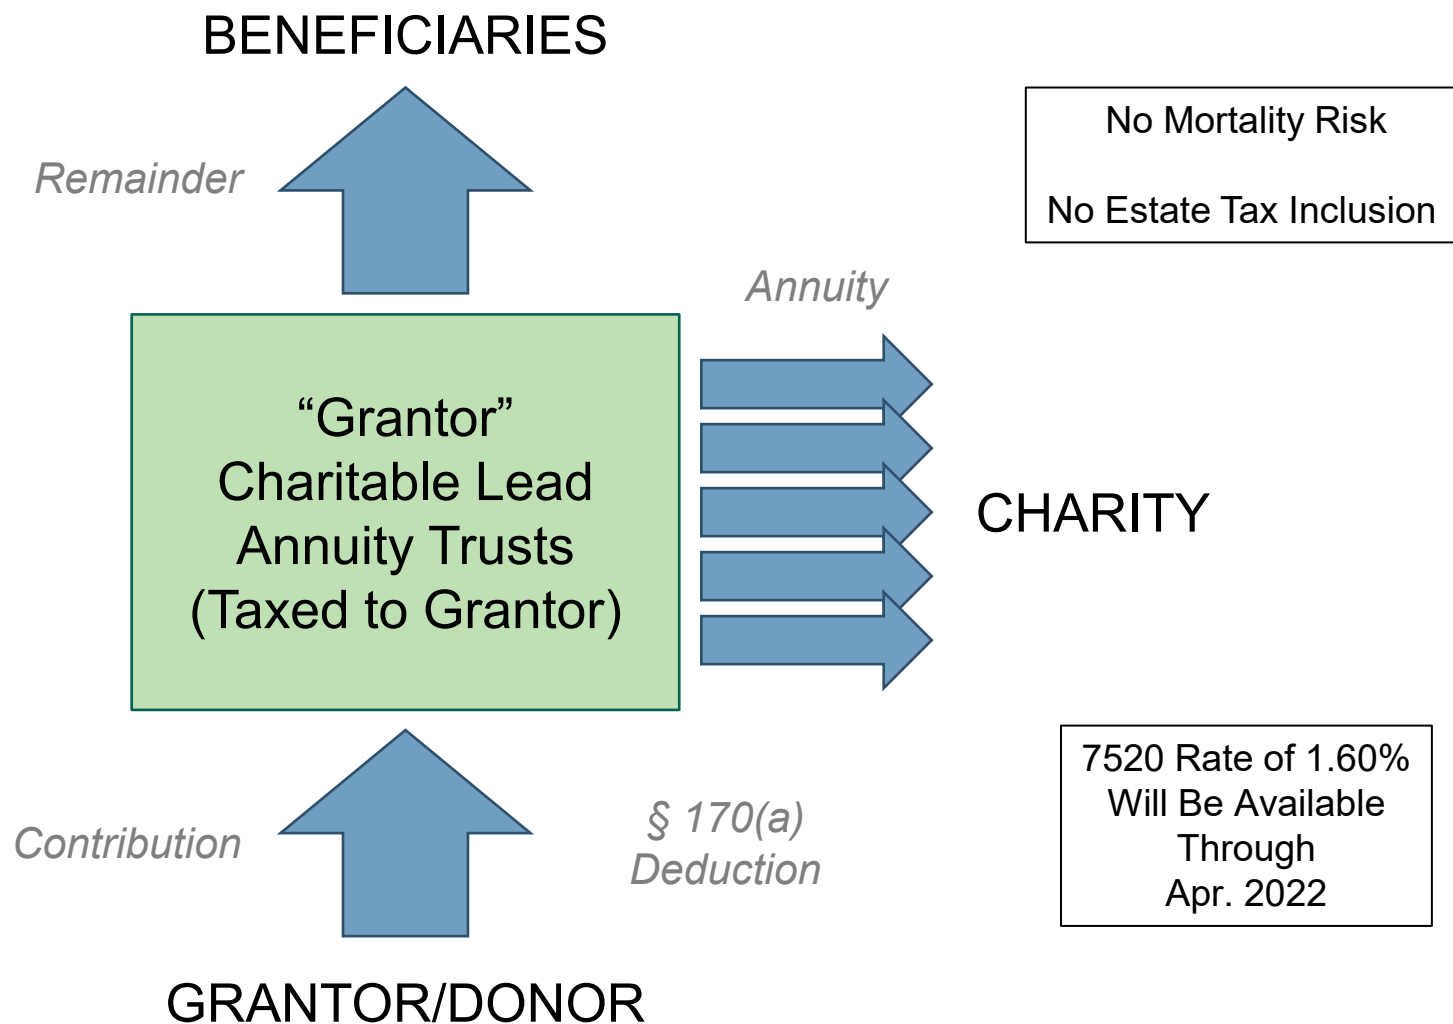 BENEFICIARIES
Remainder
No Mortality Risk
No Estate Tax Inclusion
Annuity
“Grantor”
Charitable Lead
Annuity Trusts
(Taxed to Grantor)
CHARITY
Contribution
§ 170(a)
Deduction
7520 Rate of 1.60%
Will Be Available
Through
Apr. 2022
GRANTOR/DONOR